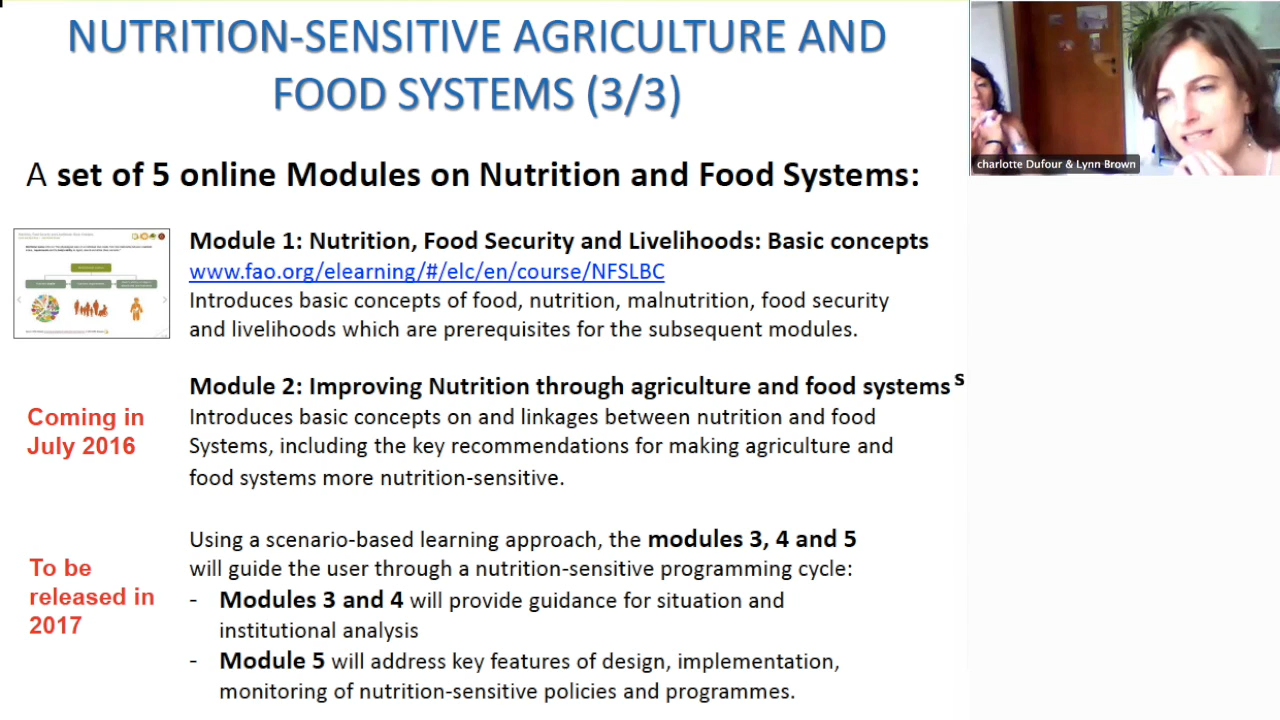 NUTRITION-SENSITIVE AGRICULTURE AND
FOOD SYSTEMS (3/3)
charlotte Dufour & Lynn Brown
A set of 5 online Modules on Nutrition and Food Systems:
Module 1: Nutrition, Food Security and Livelihoods: Basic concepts
www.fao.org/elearning/#/elc/en/course/NFSLBC
Introduces basic concepts of food, nutrition, malnutrition, food security
and livelihoods which are prerequisites for the subsequent modules.
Coming in
July 2016
Module 2: Improving Nutrition through agriculture and food systems s
Introduces basic concepts on and linkages between nutrition and food
Systems, including the key recommendations for making agriculture and
food systems more nutrition-sensitive.
To be
released in
2017
Using a scenario-based learning approach, the modules 3, 4 and 5
will guide the user through a nutrition-sensitive programming cycle:
- Modules 3 and 4 will provide guidance for situation and
institutional analysis
- Module 5 will address key features of design, implementation,
monitoring of nutrition-sensitive policies and programmes.